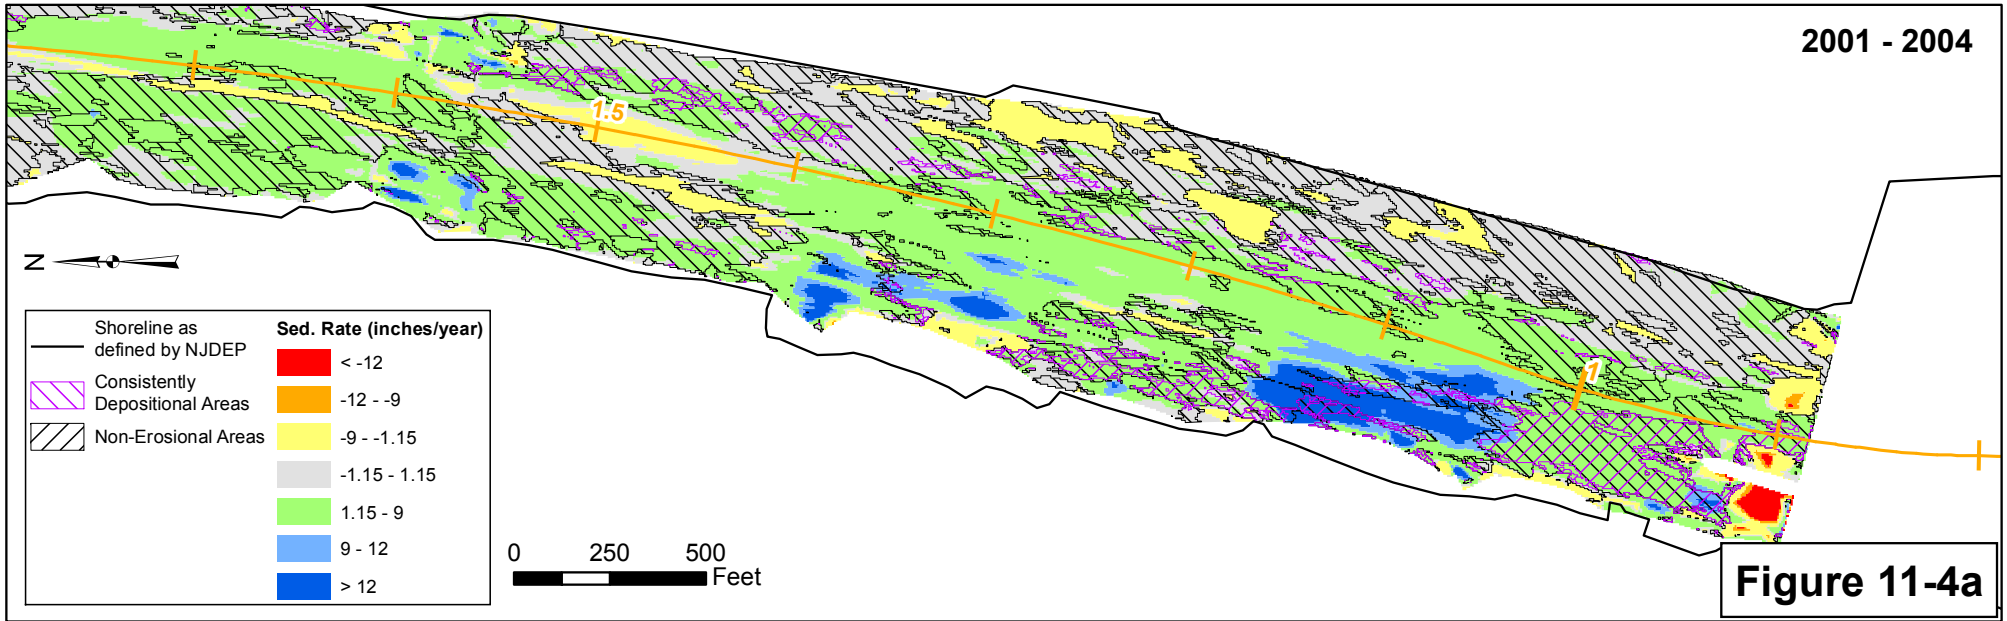 2001 - 2004
1.5
1
N
Shoreline as
defined by NJDEP
Consistently
Depositional Areas
Non-Erosional Areas
Sed. Rate (inches/year)
< -12
-12 - -9
-9 - -1.15
-1.15 - 1.15
1.15 - 9
9 - 12
> 12
0 250 500
Feet
Figure 11-4a